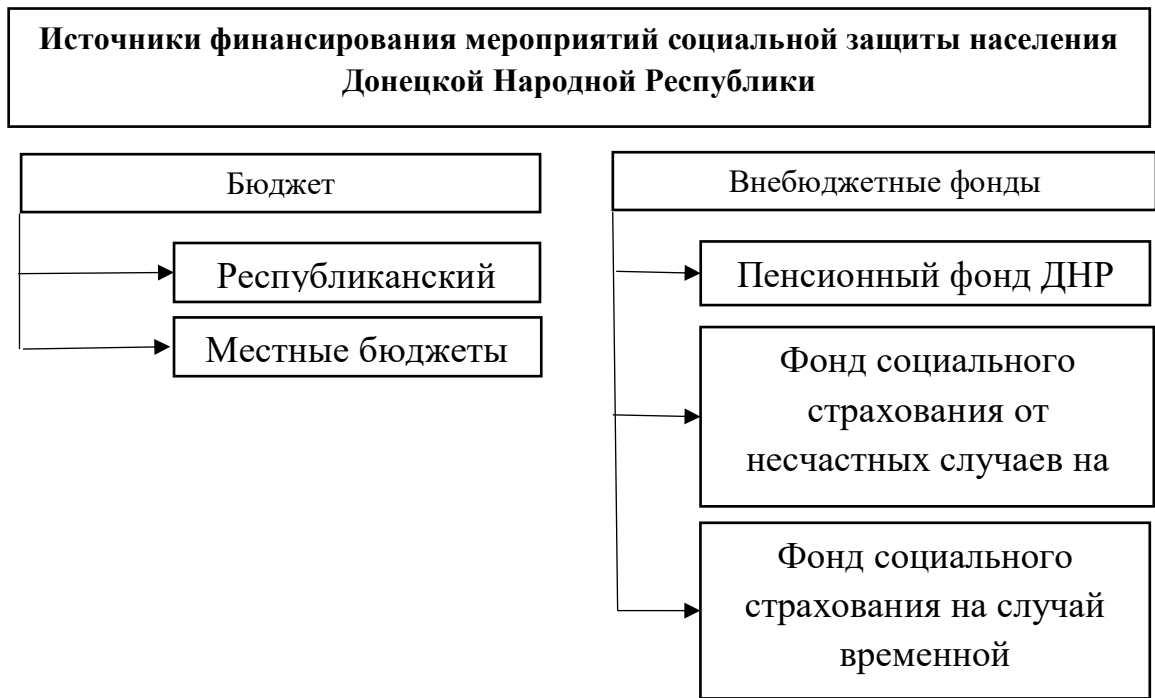 Источники финансирования мероприятий социальной защиты населения
Донецкой Народной Республики
Бюджет
Республиканский
Местные бюджеты
Внебюджетные фонды
Пенсионный фонд ДНР
Фонд социального
страхования от
несчастных случаев на
Фонд социального
страхования на случай
временной